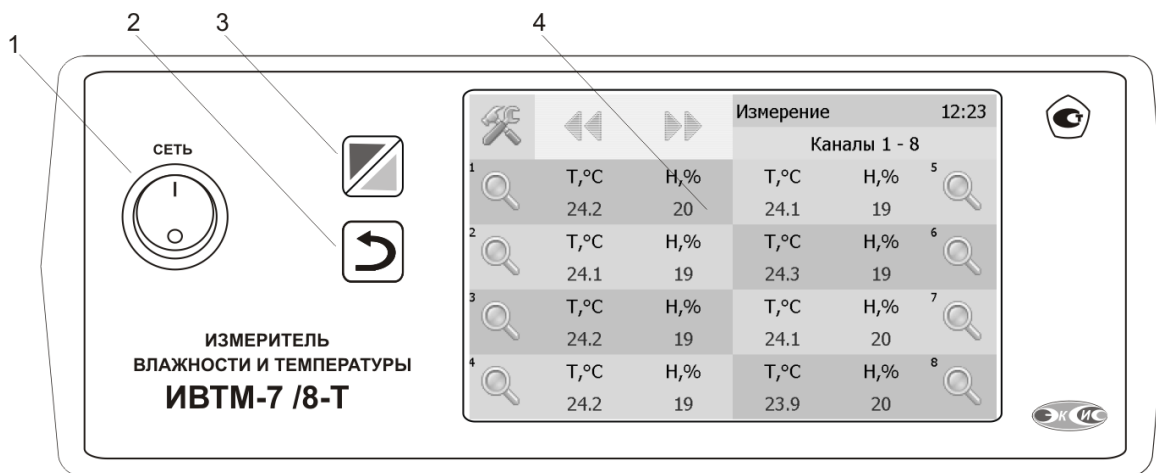 1
2
3
4
СЕТЬ
I
O
ИЗМЕРИТЕЛЬ
ВЛАЖНОСТИ И ТЕМПЕРАТУРЫ
ИВТМ-7 /8-Т
Измерение 12:23
Каналы 1 - 8
1 T,°C H,% T,°C H,% 5
24.2 20 24.1 19
2 T,°C H,% T,°C H,% 6
24.1 19 24.3 19
3 T,°C H,% T,°C H,% 7
24.2 19 24.1 20
4 T,°C H,% T,°C H,% 8
24.2 19 23.9 20
ЭКСИС